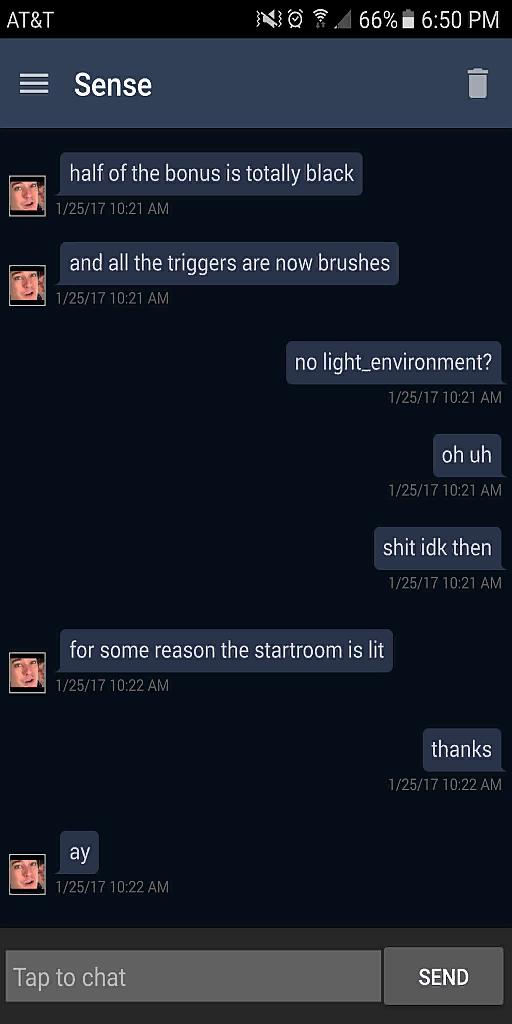 AT&T 66% 6:50 PM
Sense
half of the bonus is totally black
1/25/17 10:21 AM
and all the triggers are now brushes
1/25/17 10:21 AM
no light_environment?
1/25/17 10:21 AM
oh uh
1/25/17 10:21 AM
shit idk then
1/25/17 10:21 AM
for some reason the startroom is lit
1/25/17 10:22 AM
thanks
1/25/17 10:22 AM
ay
1/25/17 10:22 AM
Tap to chat SEND